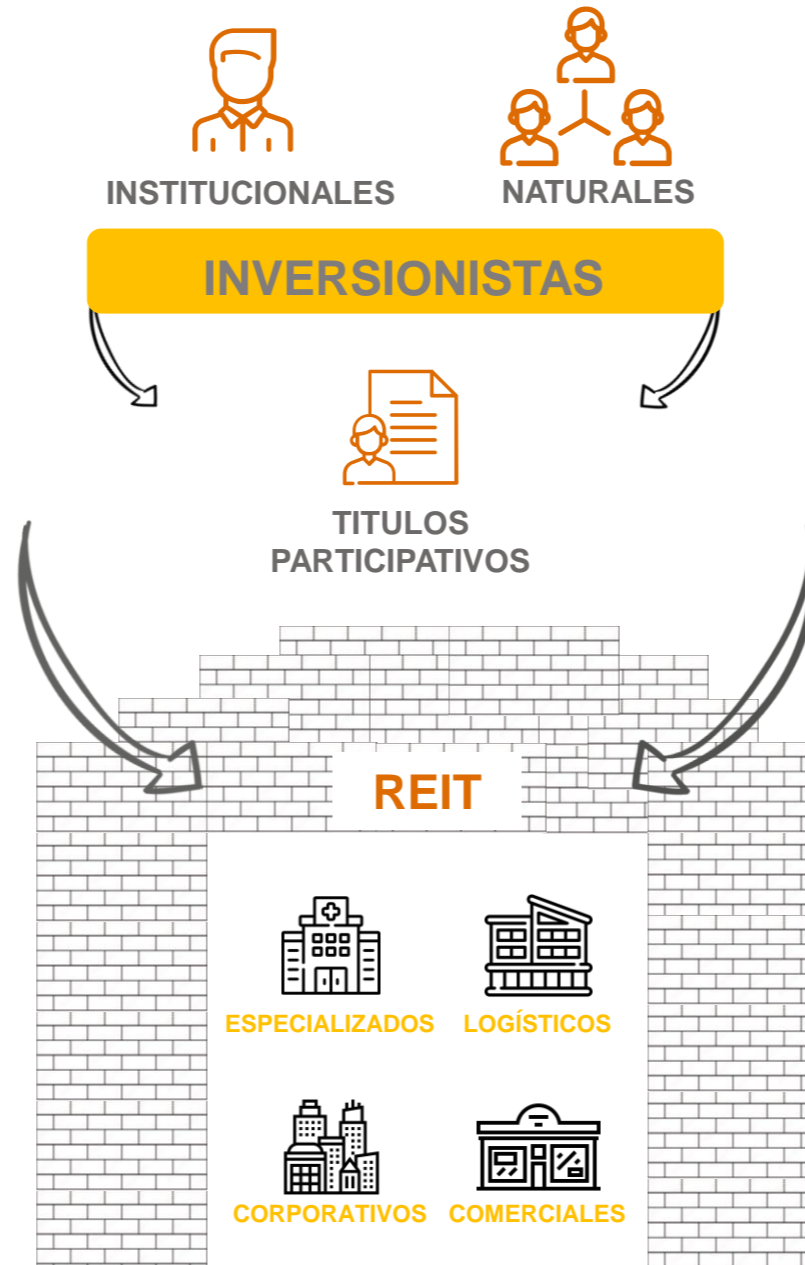 INSTITUCIONALES
NATURALES
INVERSIONISTAS
TITULOS
PARTICIPATIVOS
REIT
ESPECIALIZADOS
LOGÍSTICOS
CORPORATIVOS
COMERCIALES